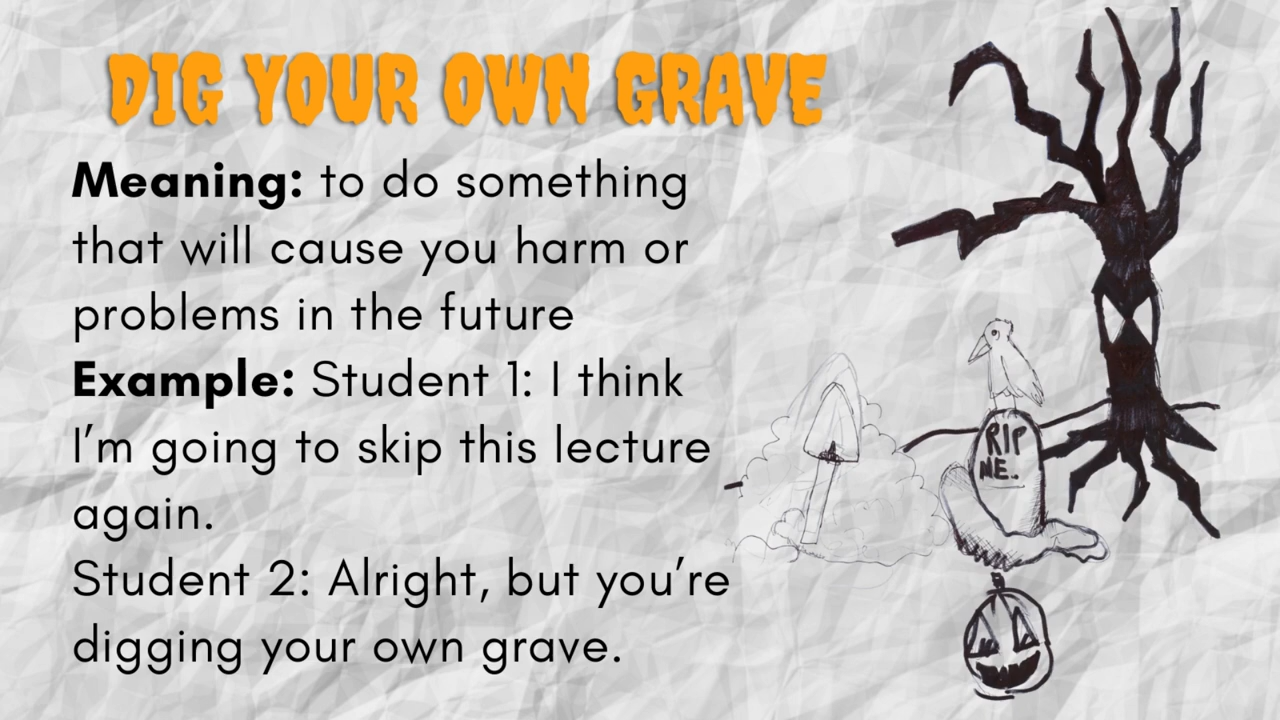 DIG YOUR OWN GRAVE
Meaning: to do something
that will cause you harm or
problems in the future
Example: Student 1: I think
I'm going to skip this lecture
again.
Student 2: Alright, but you're
digging your own grave.
RIP
ME.